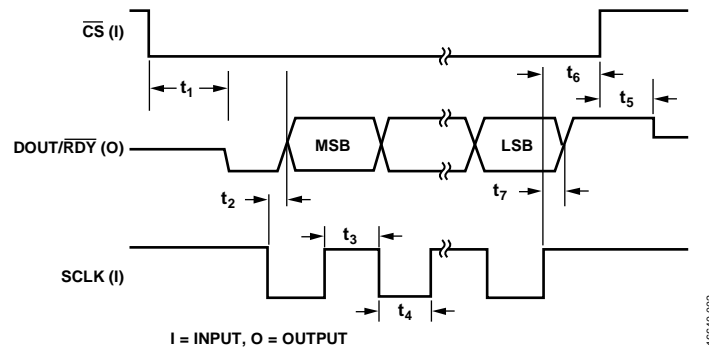 CS (I)
t1
t6
t5
DOUT/RDY (O)
MSB
LSB
t2
t7
t3
SCLK (I)
t4
I = INPUT, O = OUTPUT